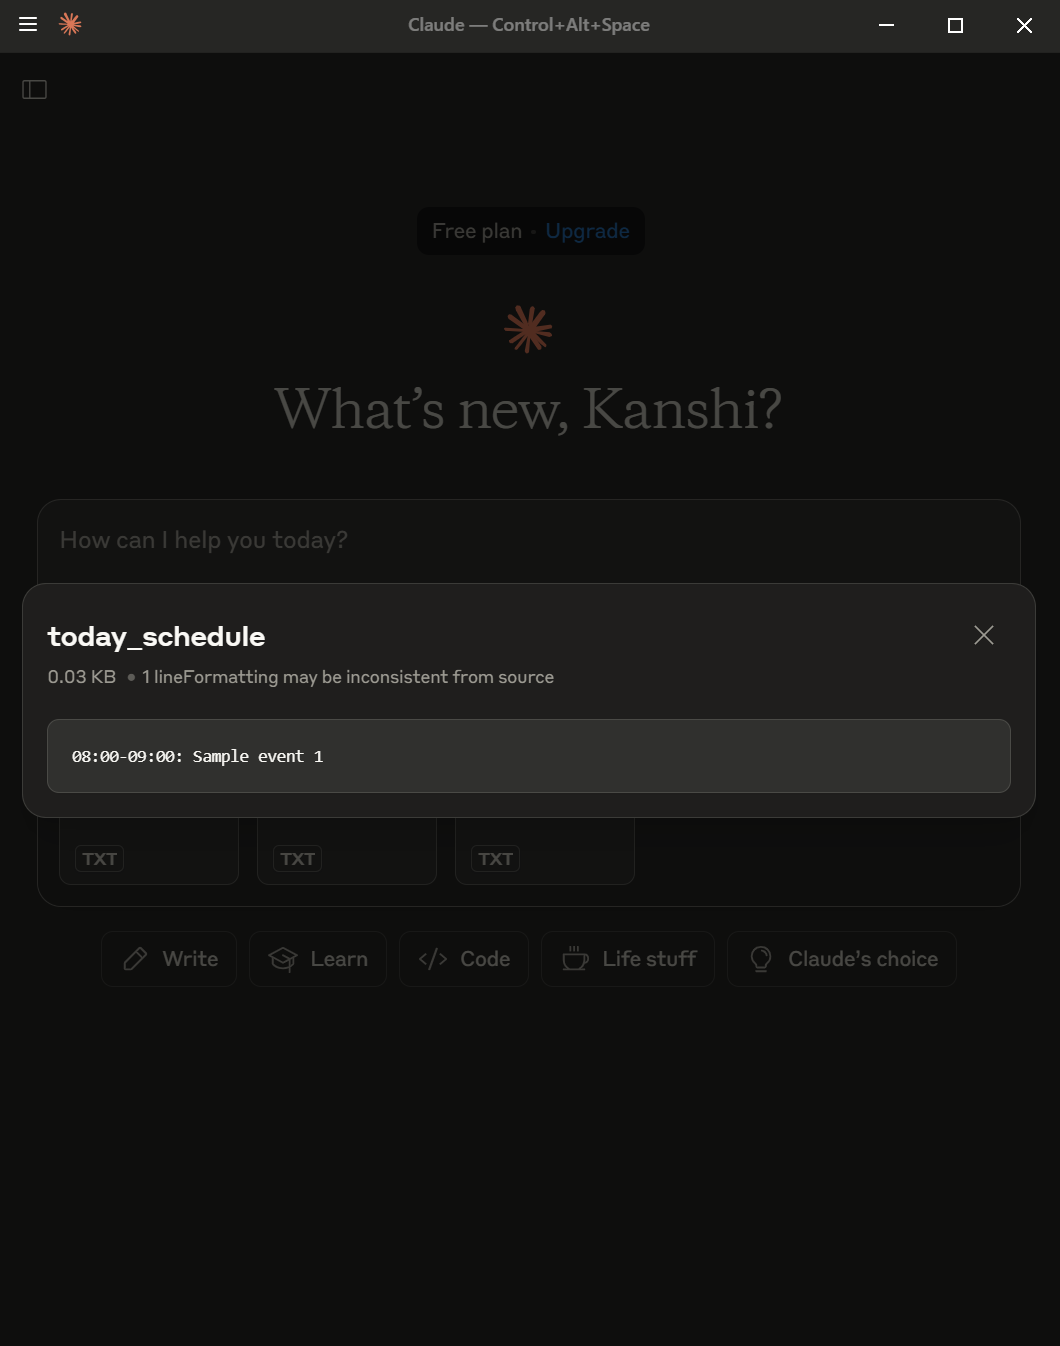 Claude — Control+Alt+Space
Free plan · Upgrade
What’s new, Kanshi?
How can I help you today?
today_schedule
0.03 KB • 1 lineFormatting may be inconsistent from source
08:00-09:00: Sample event 1
TXT TXT TXT
Write Learn Code Life stuff Claude’s choice